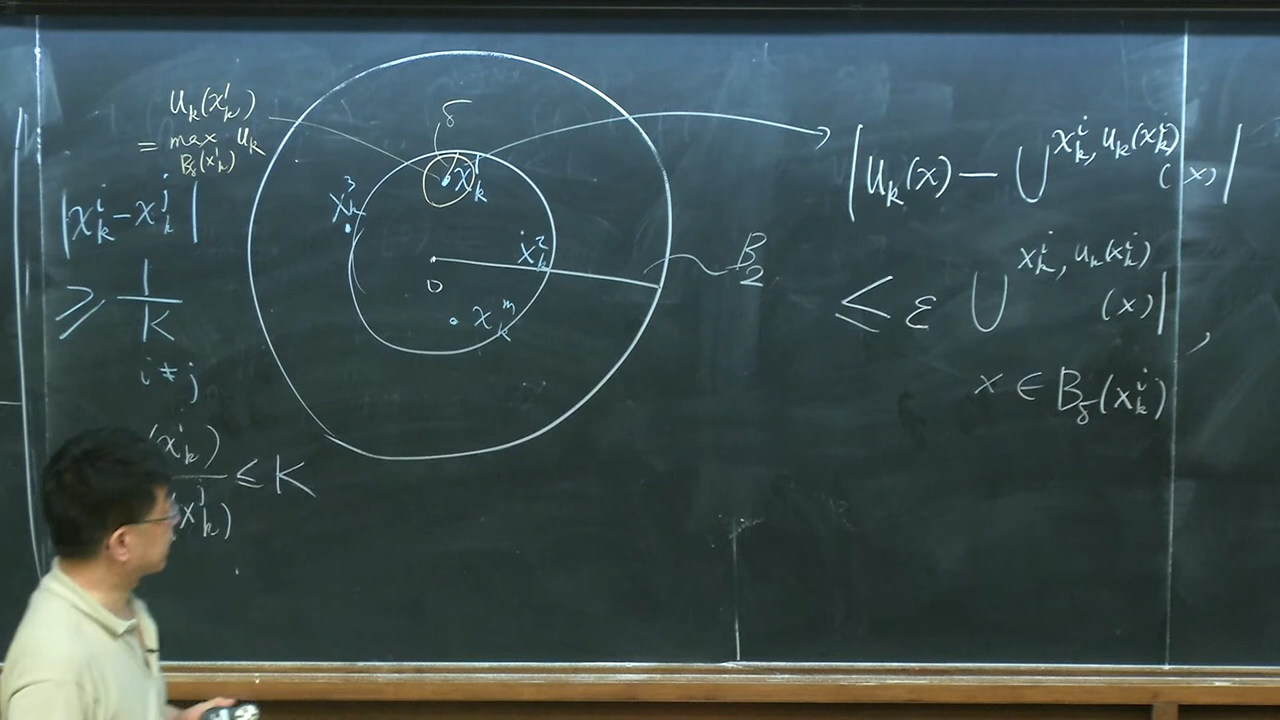 u_k(x_k^1)
= max u_k
B_δ(x_k^1)
|x_k^i - x_k^j|
≥ 1/K
i ≠ j
(x_k^i)
≤ K
x_k^j)
δ
x_k^1
x_k^3
x_k^2
0
x_k^m
B_2
|u_k(x) - U^{x_k^i, u_k(x_k^i)}(x)|
≤ ε U^{x_k^i, u_k(x_k^i)}(x)|,
x ∈ B_δ(x_k^i)